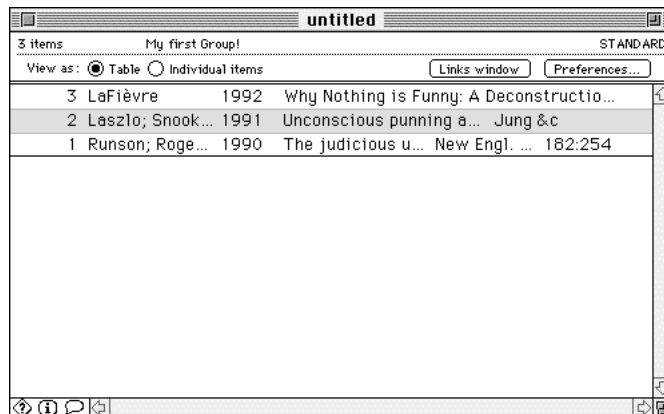 untitled
3 items My first Group! STANDARD
View as: Table Individual items Links window Preferences...
3 LaFièvre 1992 Why Nothing is Funny: A Deconstructio...
2 Laszlo; Snook... 1991 Unconscious punning a... Jung &c
1 Runson; Roge... 1990 The judicious u... New Engl. ... 182:254